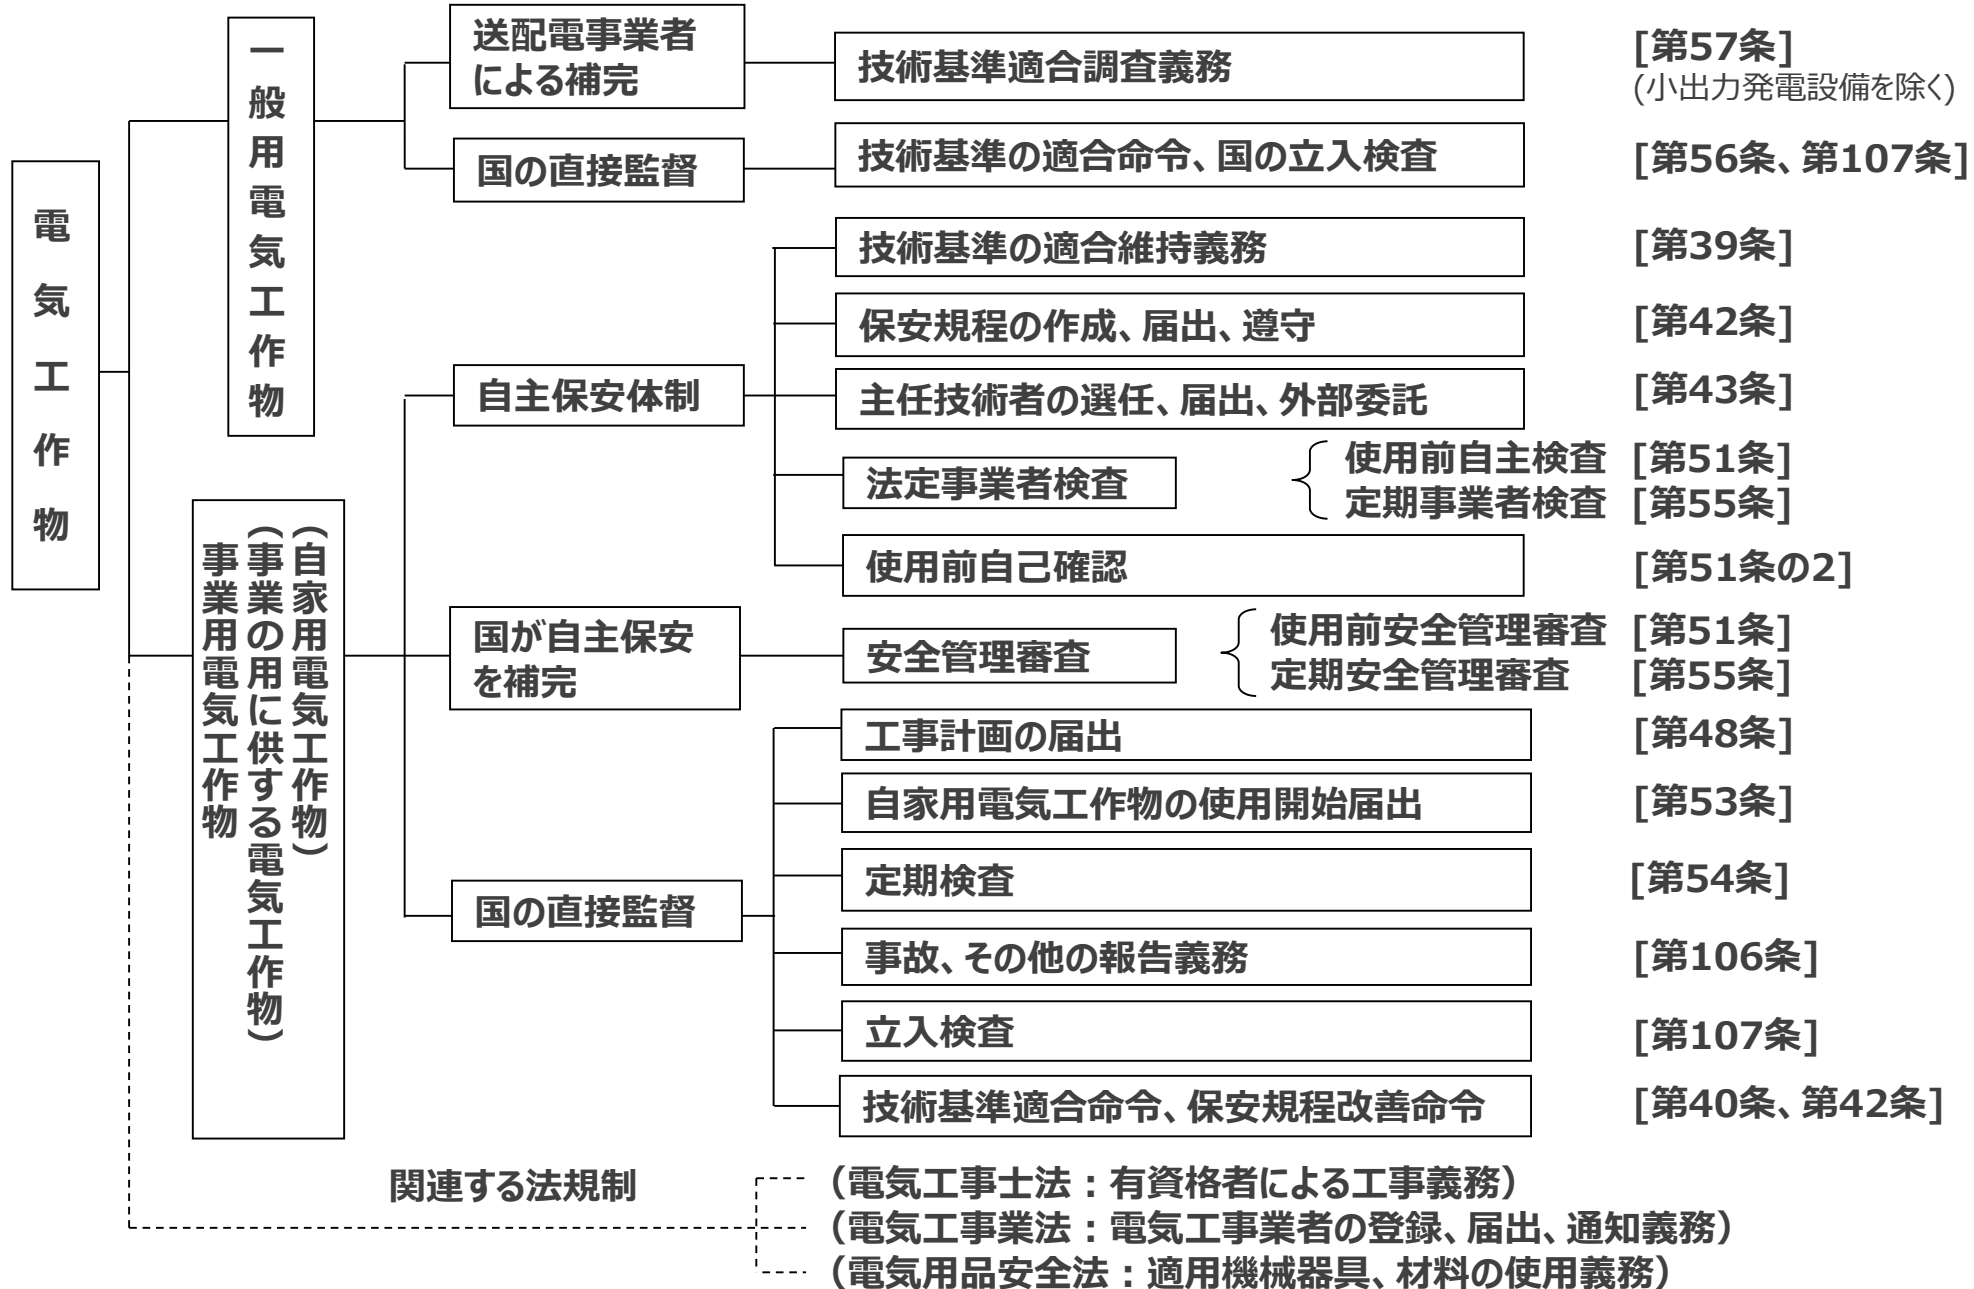 電気工作物
一般用電気工作物
送配電事業者
による補完
技術基準適合調査義務
[第57条]
(小出力発電設備を除く)
国の直接監督
技術基準の適合命令、国の立入検査
[第56条、第107条]
事業用電気工作物
（事業の用に供する電気工作物）
（自家用電気工作物）
自主保安体制
技術基準の適合維持義務
[第39条]
保安規程の作成、届出、遵守
[第42条]
主任技術者の選任、届出、外部委託
[第43条]
法定事業者検査
使用前自主検査 [第51条]
定期事業者検査 [第55条]
使用前自己確認
[第51条の2]
国が自主保安
を補完
安全管理審査
使用前安全管理審査 [第51条]
定期安全管理審査 [第55条]
国の直接監督
工事計画の届出
[第48条]
自家用電気工作物の使用開始届出
[第53条]
定期検査
[第54条]
事故、その他の報告義務
[第106条]
立入検査
[第107条]
技術基準適合命令、保安規程改善命令
[第40条、第42条]
関連する法規制
（電気工事士法：有資格者による工事義務）
（電気工事業法：電気工事業者の登録、届出、通知義務）
（電気用品安全法：適用機械器具、材料の使用義務）